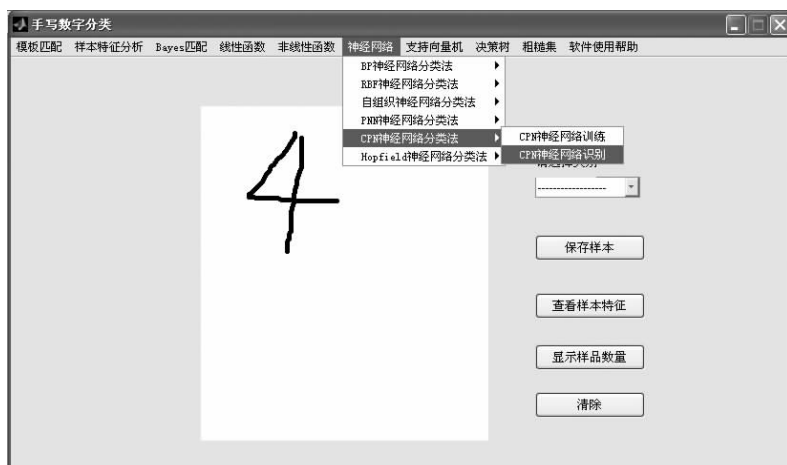 手写数字分类
模板匹配 样本特征分析 Bayes匹配 线性函数 非线性函数 神经网络 支持向量机 决策树 粗糙集 软件使用帮助
BP神经网络分类法
RBF神经网络分类法
自组织神经网络分类法
PNN神经网络分类法
CPN神经网络分类法
Hopfield神经网络分类法
CPN神经网络训练
CPN神经网络识别
------------------
4
保存样本
查看样本特征
显示样品数量
清除